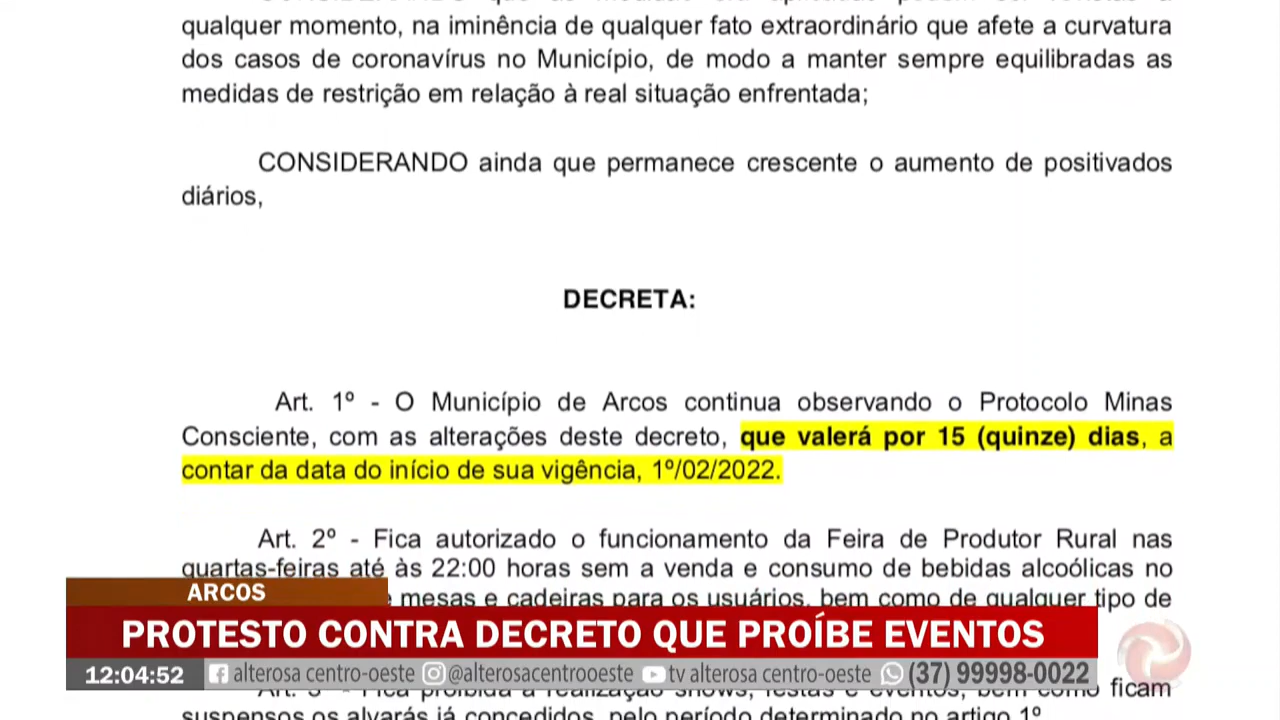 qualquer momento, na iminência de qualquer fato extraordinário que afete a curvatura
dos casos de coronavírus no Município, de modo a manter sempre equilibradas as
medidas de restrição em relação à real situação enfrentada;
CONSIDERANDO ainda que permanece crescente o aumento de positivados
diários,
DECRETA:
Art. 1º - O Município de Arcos continua observando o Protocolo Minas
Consciente, com as alterações deste decreto, que valerá por 15 (quinze) dias, a
contar da data do início de sua vigência, 1º/02/2022.
Art. 2º - Fica autorizado o funcionamento da Feira de Produtor Rural nas
quartas-feiras até às 22:00 horas sem a venda e consumo de bebidas alcoólicas no
mesas e cadeiras para os usuários, bem como de qualquer tipo de
ARCOS
PROTESTO CONTRA DECRETO QUE PROÍBE EVENTOS
12:04:52 alterosa centro-oeste @alterosacentrooeste tv alterosa centro-oeste (37) 99998-0022
Art. 3º - Fica proibida a realização shows, festas e eventos, bem como ficam
suspensos os alvarás já concedidos, pelo período determinado no artigo 1º